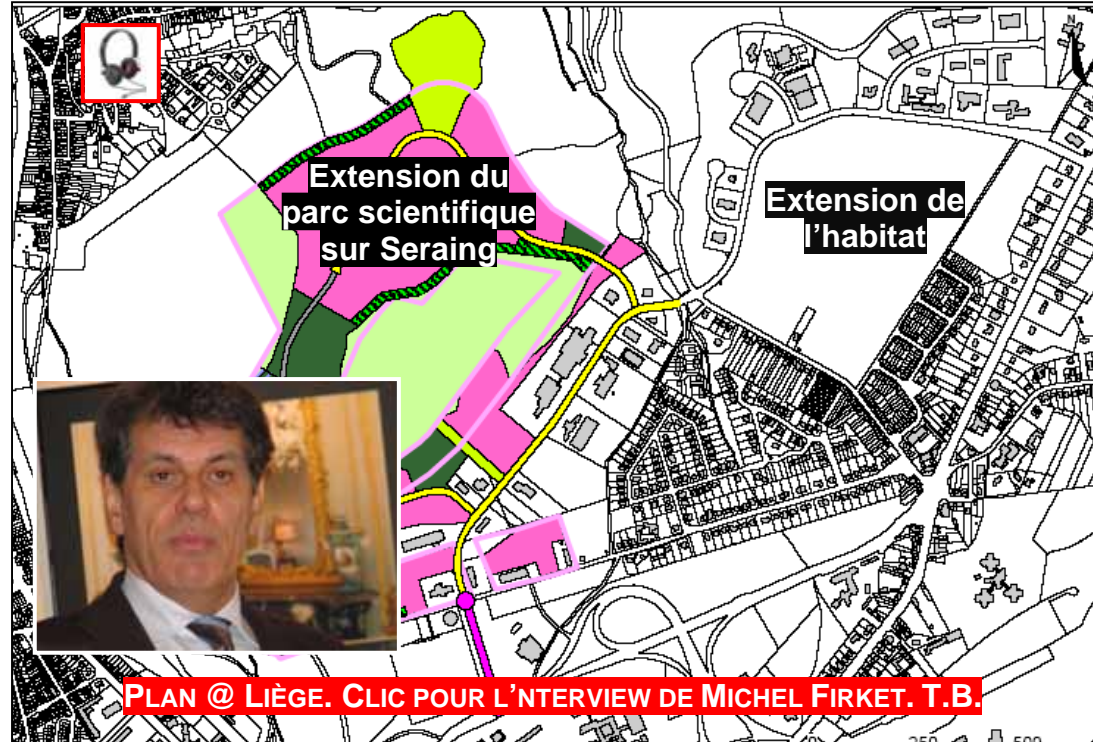 N
Extension du
parc scientifique
sur Seraing
Extension de
l'habitat
PLAN @ LIÈGE. CLIC POUR L'NTERVIEW DE MICHEL FIRKET. T.B.